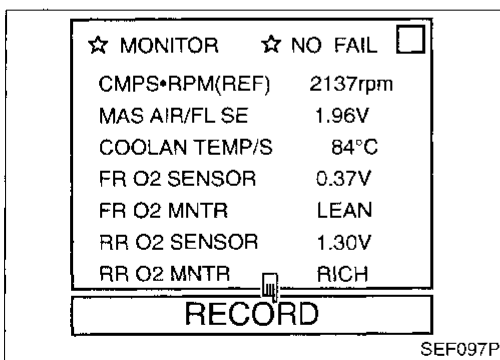 ☆ MONITOR ☆ NO FAIL
CMPS•RPM(REF) 2137rpm
MAS AIR/FL SE 1.96V
COOLAN TEMP/S 84°C
FR O2 SENSOR 0.37V
FR O2 MNTR LEAN
RR O2 SENSOR 1.30V
RR O2 MNTR RICH
RECORD
SEF097P